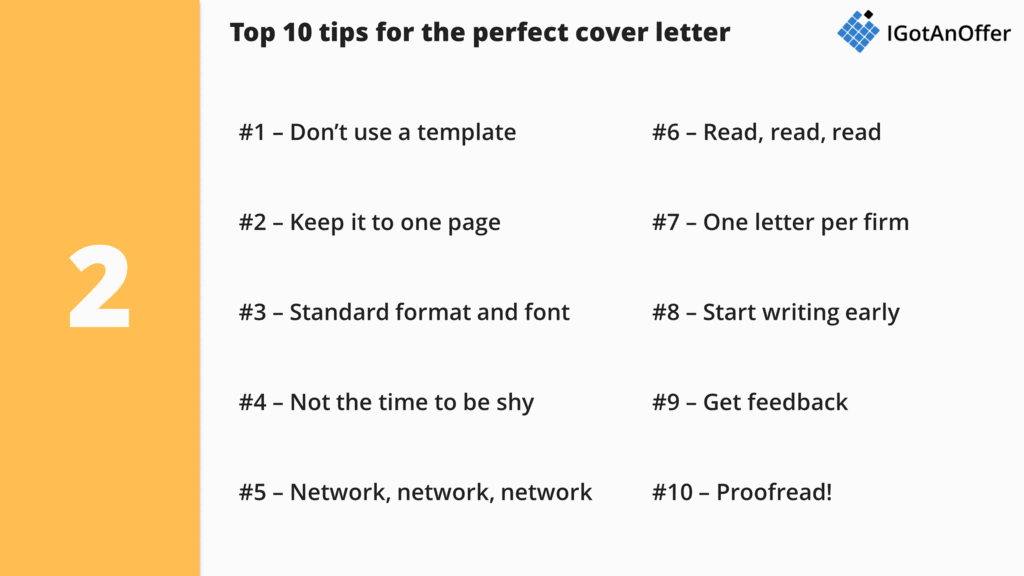 Top 10 tips for the perfect cover letter
IGotAnOffer
2
#1 – Don’t use a template
#2 – Keep it to one page
#3 – Standard format and font
#4 – Not the time to be shy
#5 – Network, network, network
#6 – Read, read, read
#7 – One letter per firm
#8 – Start writing early
#9 – Get feedback
#10 – Proofread!